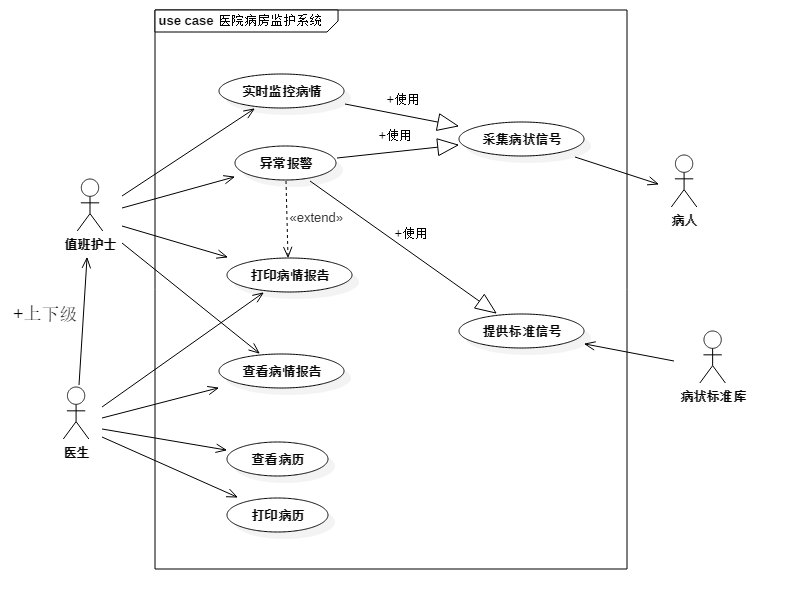 use case 医院病房监护系统
实时监控病情
+使用
采集病状信号
+使用
异常报警
病人
«extend»
+使用
值班护士
打印病情报告
+上下级
提供标准信号
查看病情报告
病状标准库
医生
查看病历
打印病历